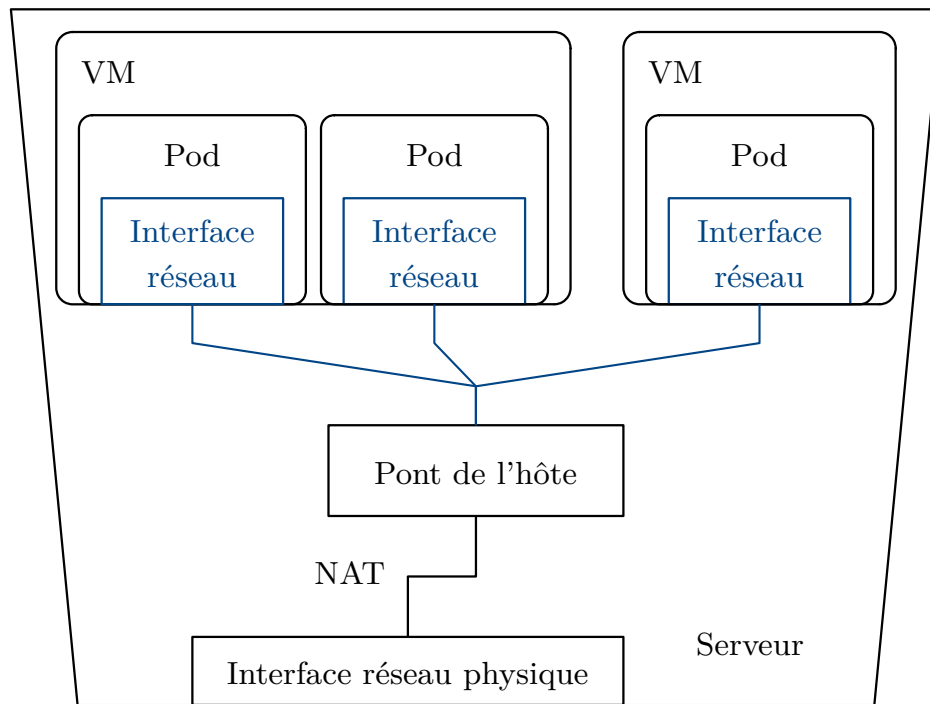 VM
VM
Pod
Pod
Pod
Interface
réseau
Interface
réseau
Interface
réseau
Pont de l'hôte
NAT
Serveur
Interface réseau physique